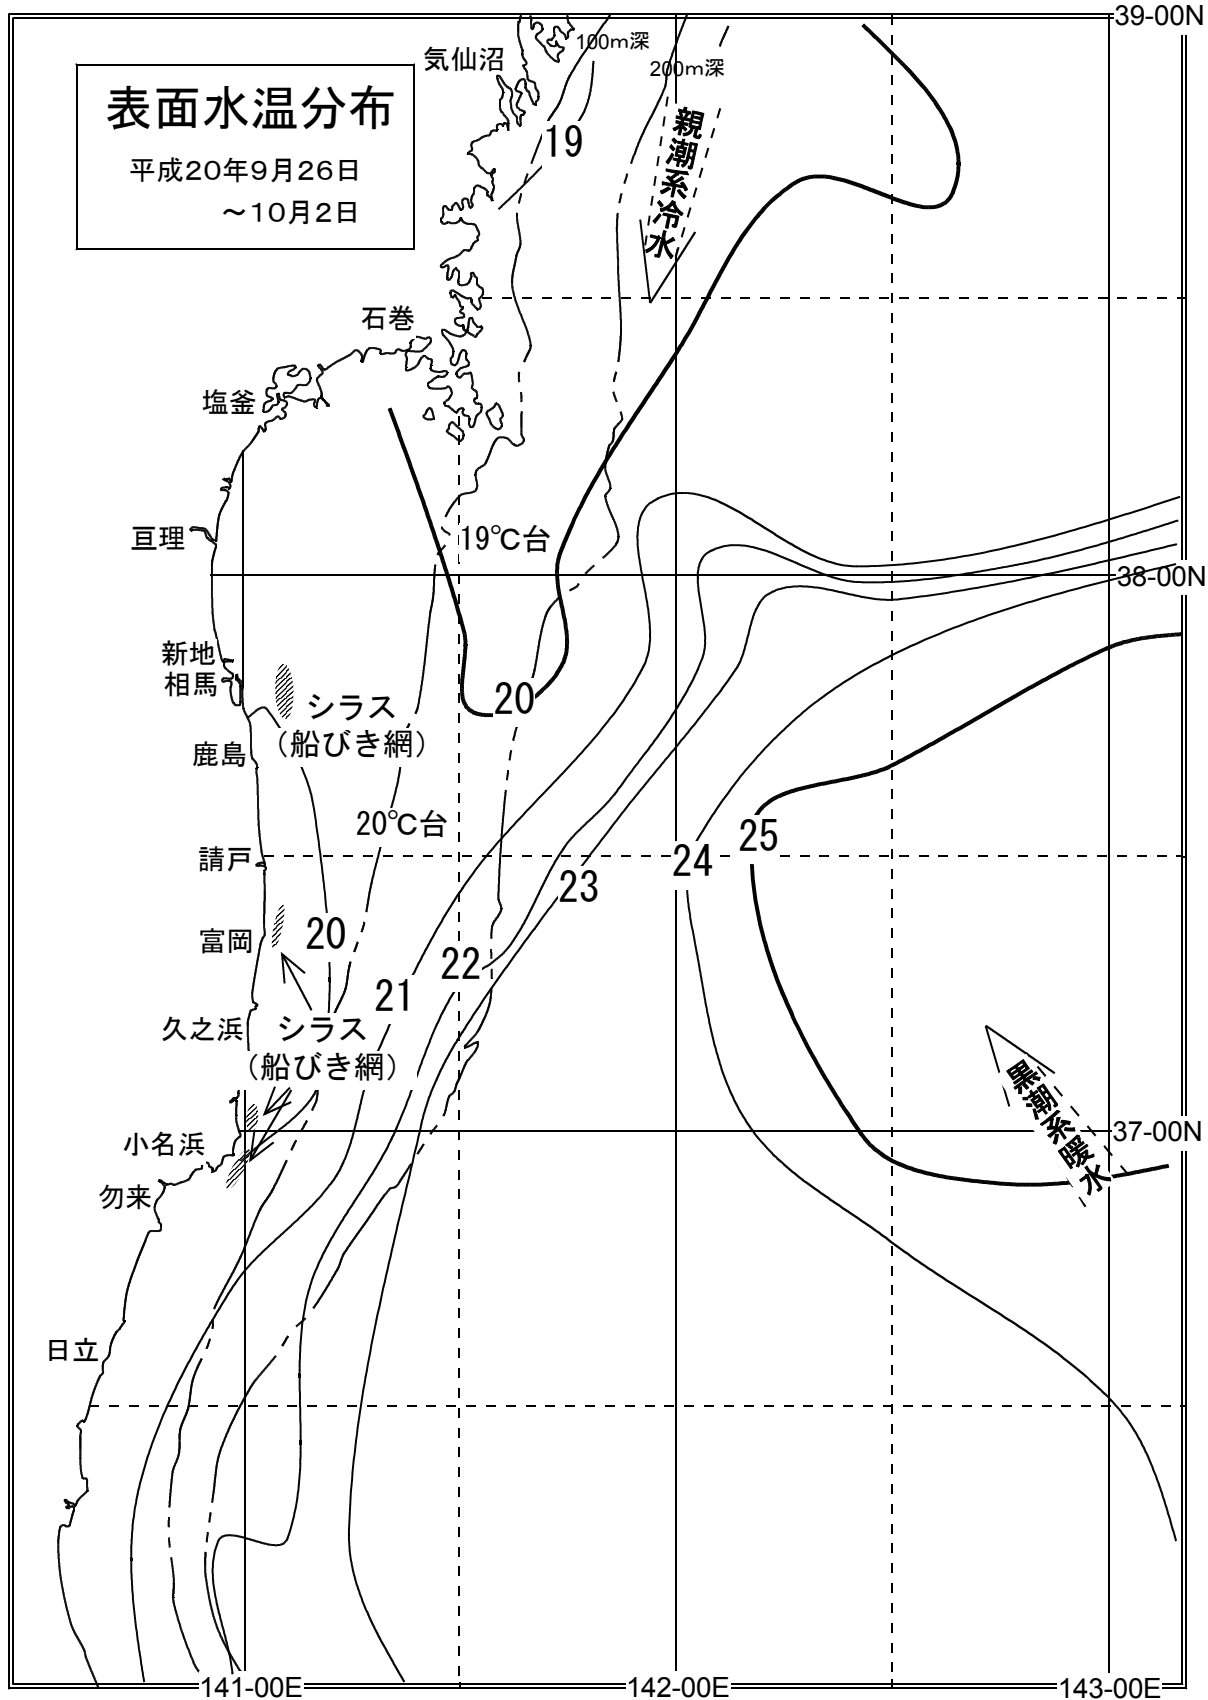 39-00N
気仙沼
100m深
200m深
表面水温分布
平成20年9月26日
～10月2日
19
親潮系冷水
石巻
塩釜
亘理
19℃台
38-00N
新地
相馬
シラス
(船びき網)
20
鹿島
20℃台
25
請戸
24
23
富岡
20
22
21
久之浜
シラス
(船びき網)
黒潮系暖水
小名浜
37-00N
勿来
日立
141-00E
142-00E
143-00E